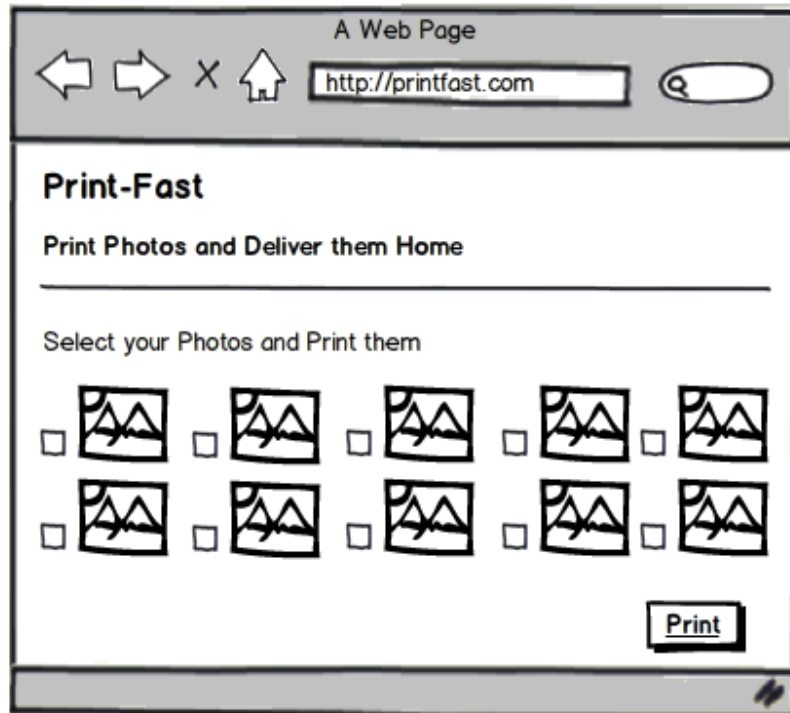 A Web Page
http://printfast.com
Print-Fast
Print Photos and Deliver them Home
Select your Photos and Print them
Print